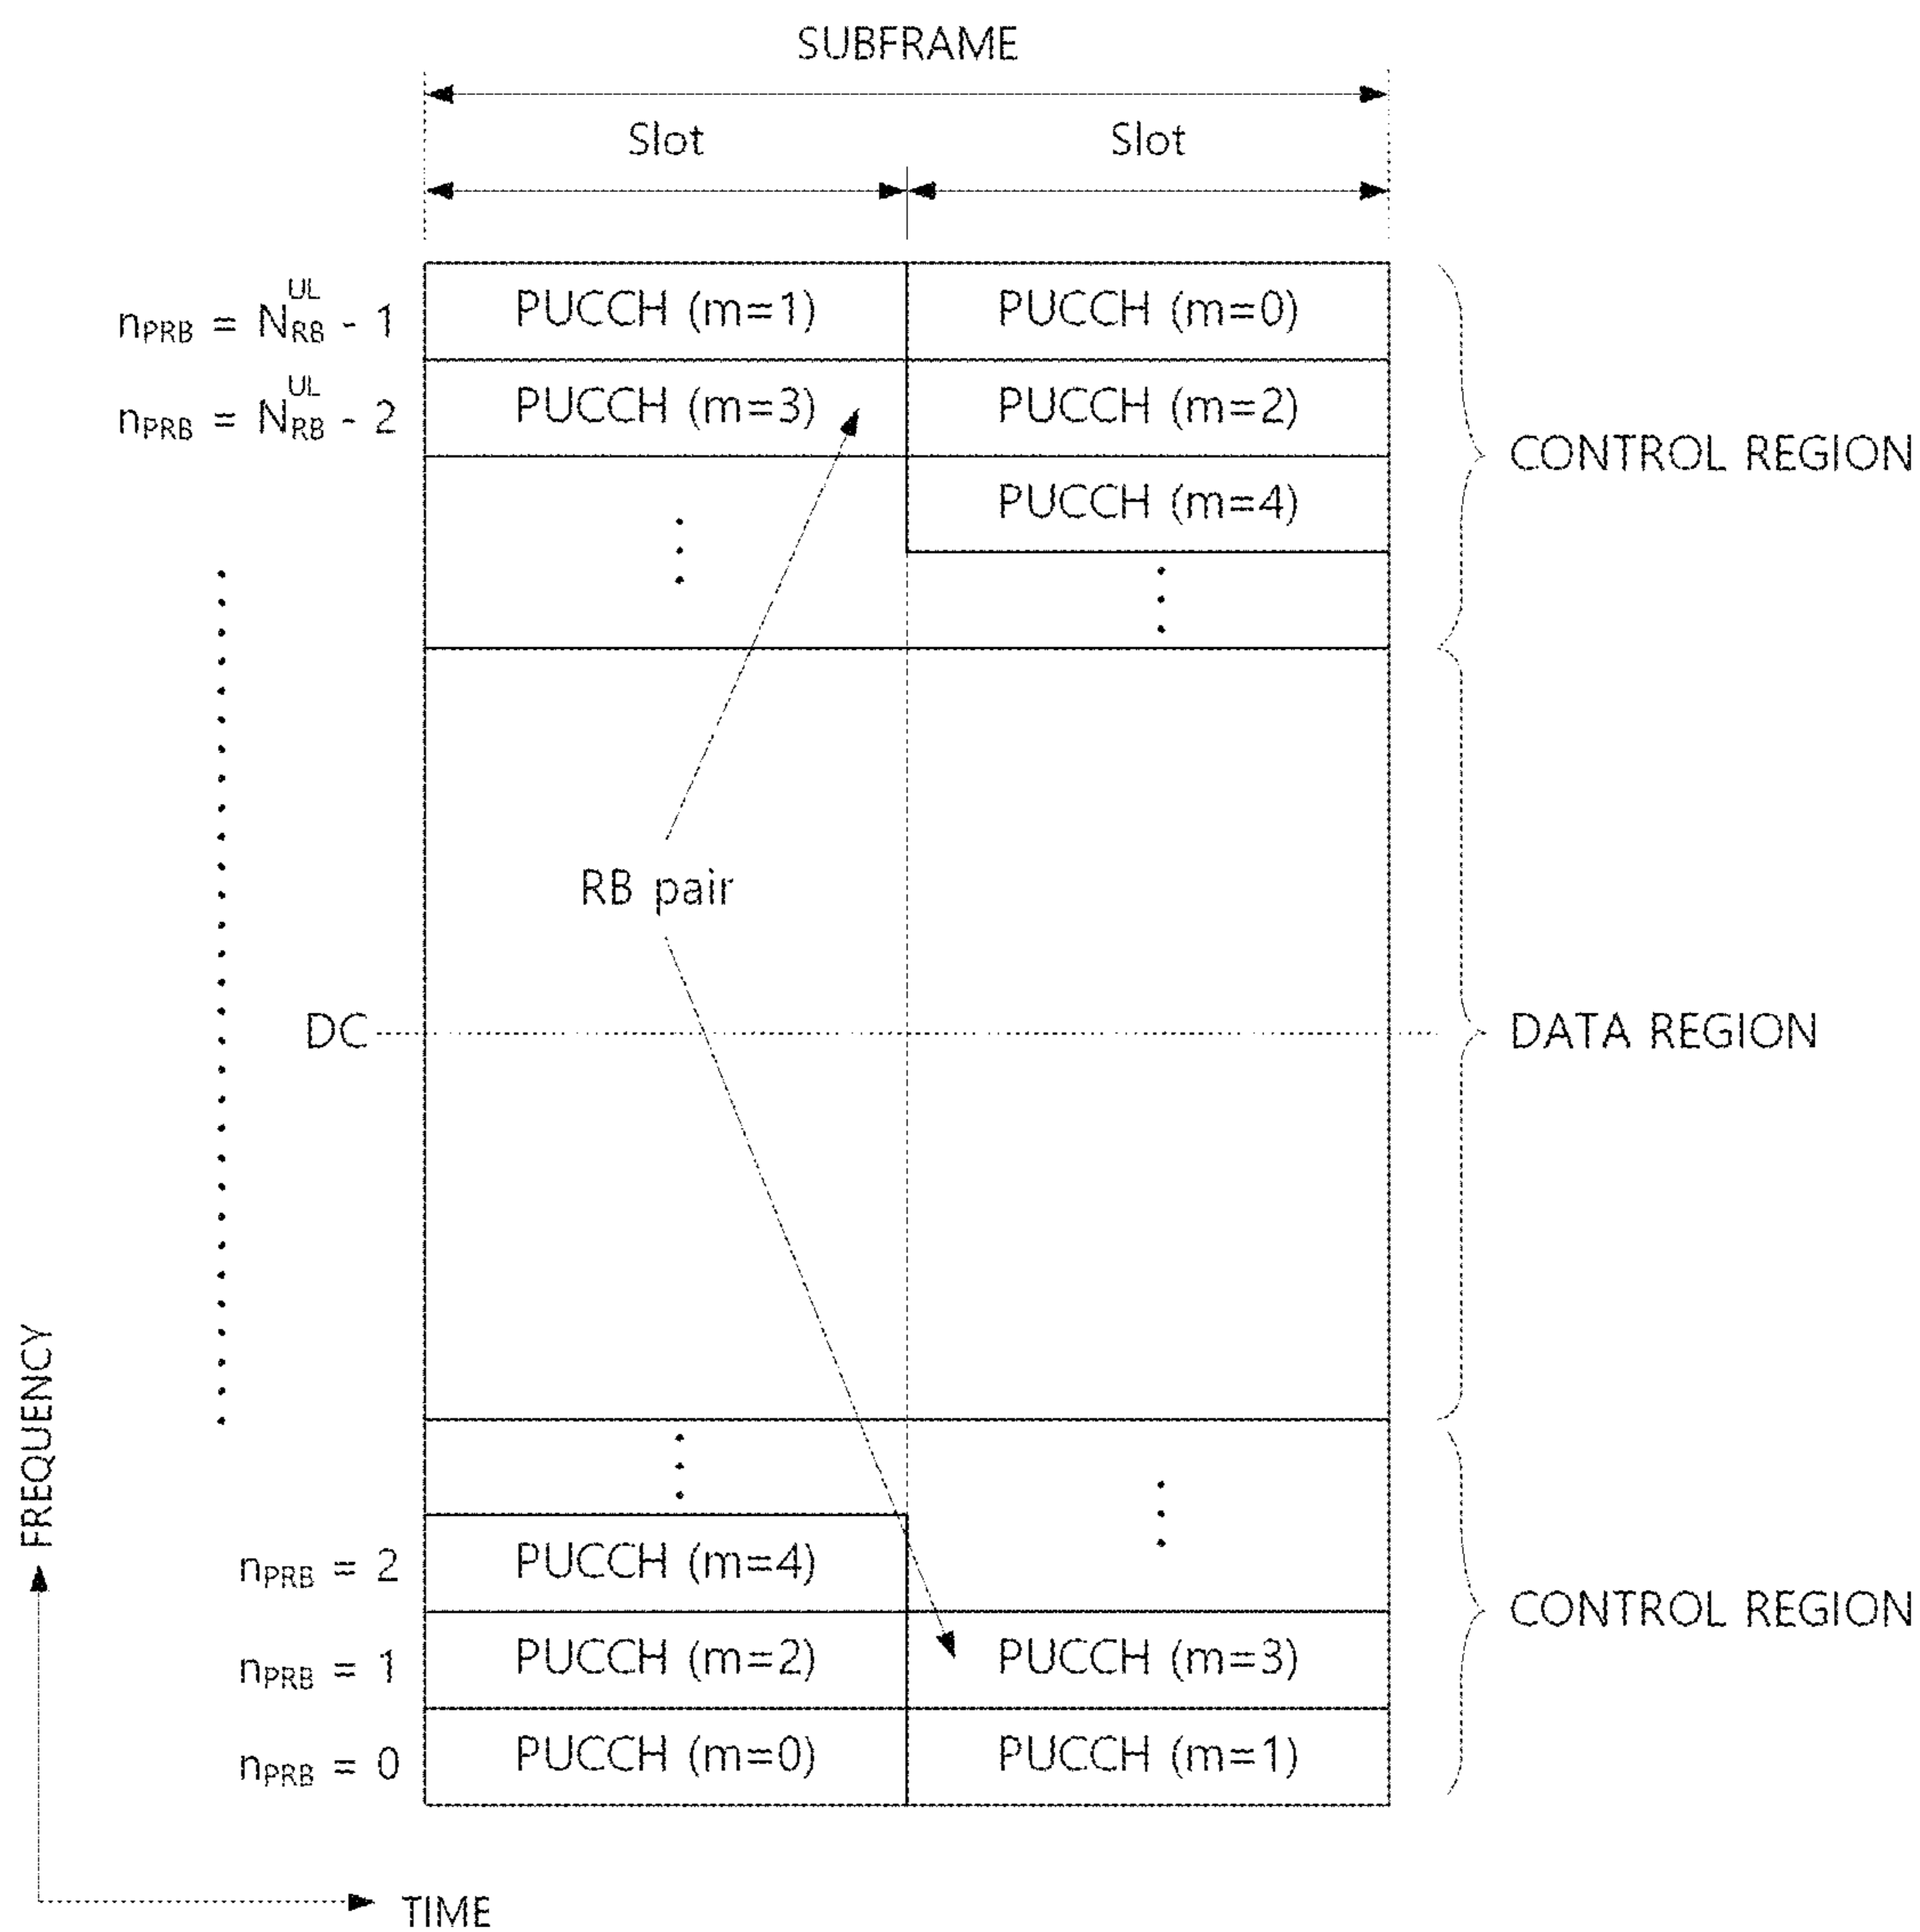 SUBFRAME
Slot Slot
n_PRB = N_RB^UL - 1 PUCCH (m=1) PUCCH (m=0)
n_PRB = N_RB^UL - 2 PUCCH (m=3) PUCCH (m=2)
CONTROL REGION
PUCCH (m=4)
RB pair
DC DATA REGION
FREQUENCY
n_PRB = 2 PUCCH (m=4)
CONTROL REGION
n_PRB = 1 PUCCH (m=2) PUCCH (m=3)
n_PRB = 0 PUCCH (m=0) PUCCH (m=1)
TIME